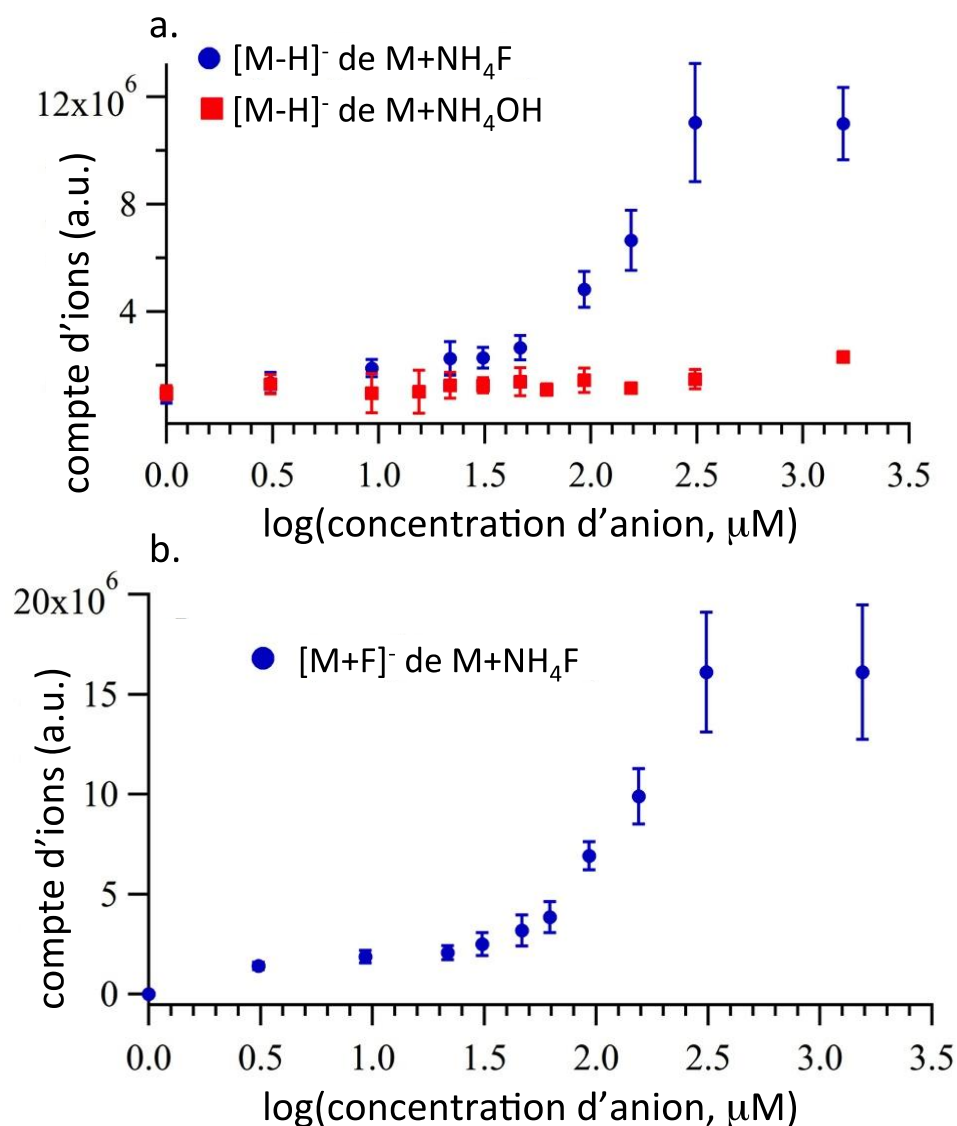 a.
[M-H]⁻ de M+NH₄F
[M-H]⁻ de M+NH₄OH
12x10⁶
8
4
compte d’ions (a.u.)
0.0 0.5 1.0 1.5 2.0 2.5 3.0 3.5
log(concentration d’anion, μM)
b.
20x10⁶
[M+F]⁻ de M+NH₄F
15
10
5
0
compte d’ions (a.u.)
0.0 0.5 1.0 1.5 2.0 2.5 3.0 3.5
log(concentration d’anion, μM)